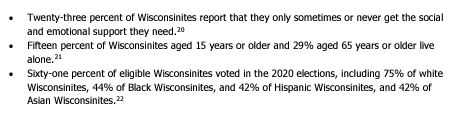 • Twenty-three percent of Wisconsinites report that they only sometimes or never get the social
and emotional support they need.20
• Fifteen percent of Wisconsinites aged 15 years or older and 29% aged 65 years or older live
alone.21
• Sixty-one percent of eligible Wisconsinites voted in the 2020 elections, including 75% of white
Wisconsinites, 44% of Black Wisconsinites, and 42% of Hispanic Wisconsinites, and 42% of
Asian Wisconsinites.22